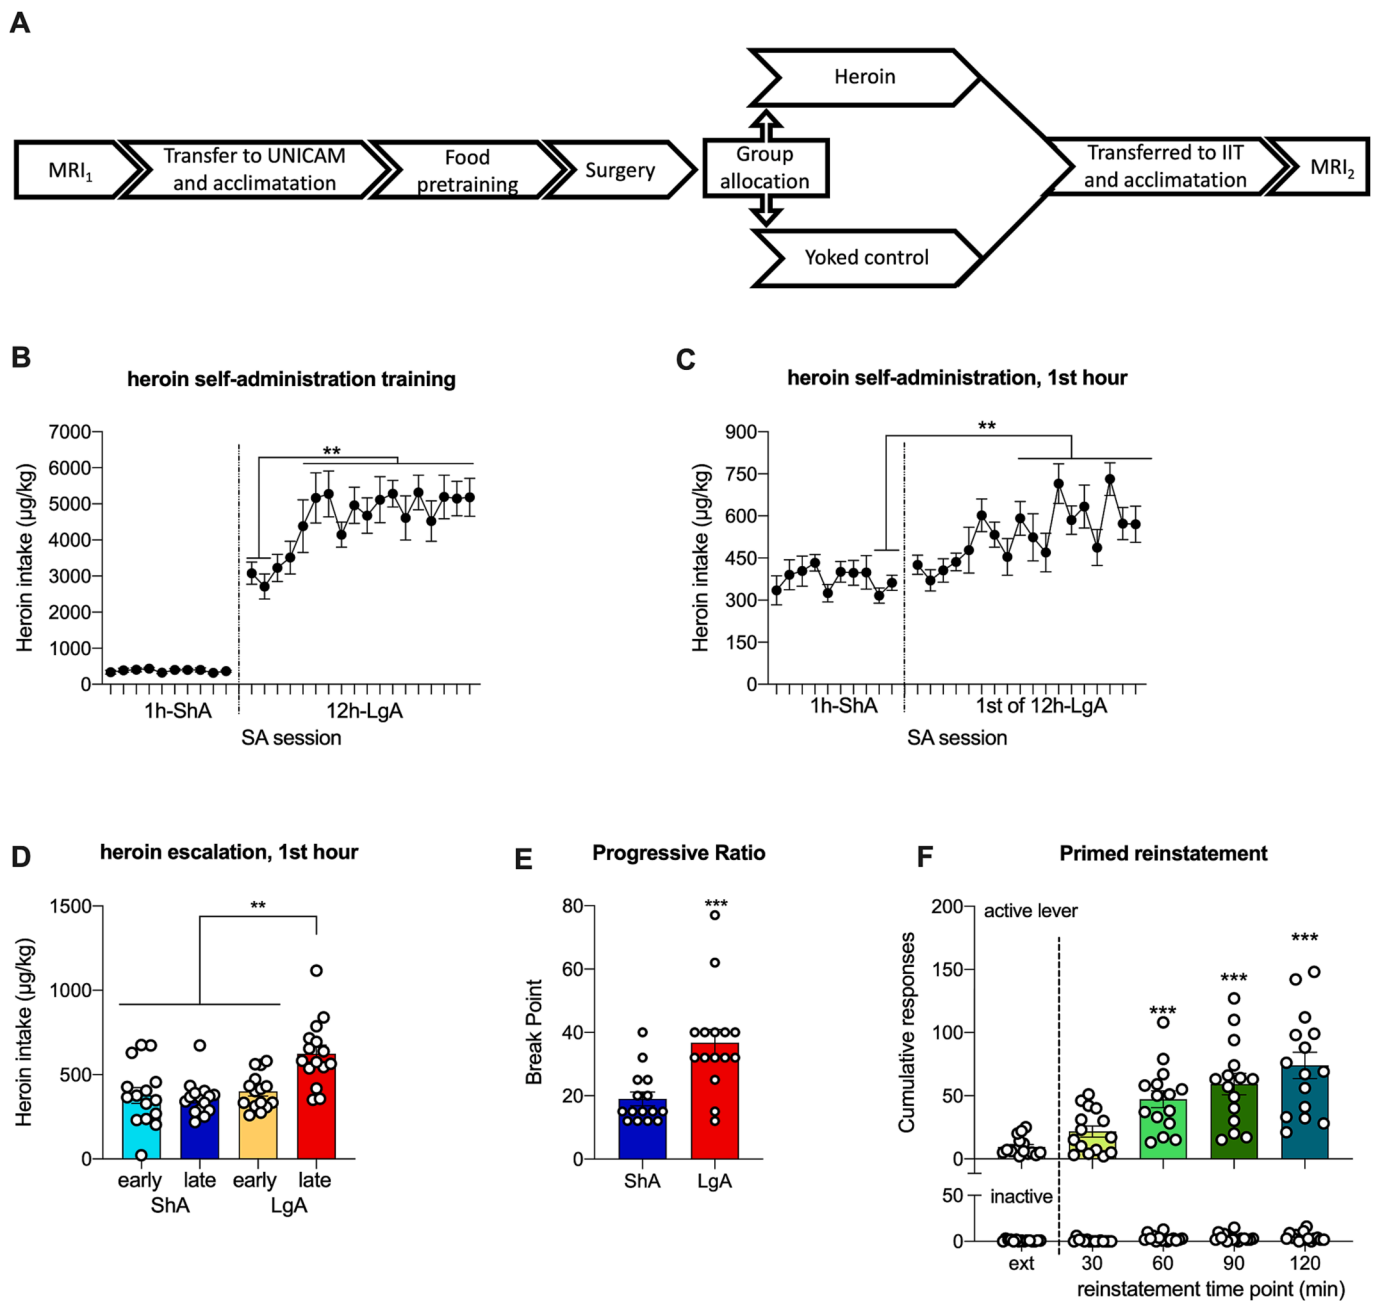 A
Heroin
MRI1
Transfer to UNICAM
and acclimatation
Food
pretraining
Surgery
Group
allocation
Transferred to IIT
and acclimatation
MRI2
Yoked control
B
heroin self-administration training
Heroin intake (µg/kg)
7000
6000
5000
4000
3000
2000
1000
0
**
1h-ShA
12h-LgA
SA session
C
heroin self-administration, 1st hour
Heroin intake (µg/kg)
900
750
600
450
300
150
0
**
1h-ShA
1st of 12h-LgA
SA session
D
heroin escalation, 1st hour
Heroin intake (µg/kg)
1500
1000
500
0
**
early late early late
ShA LgA
E
Progressive Ratio
Break Point
80
60
40
20
0
***
ShA LgA
F
Primed reinstatement
Cumulative responses
200
150
100
50
0
active lever
***
***
***
50
0
inactive
ext 30 60 90 120
reinstatement time point (min)